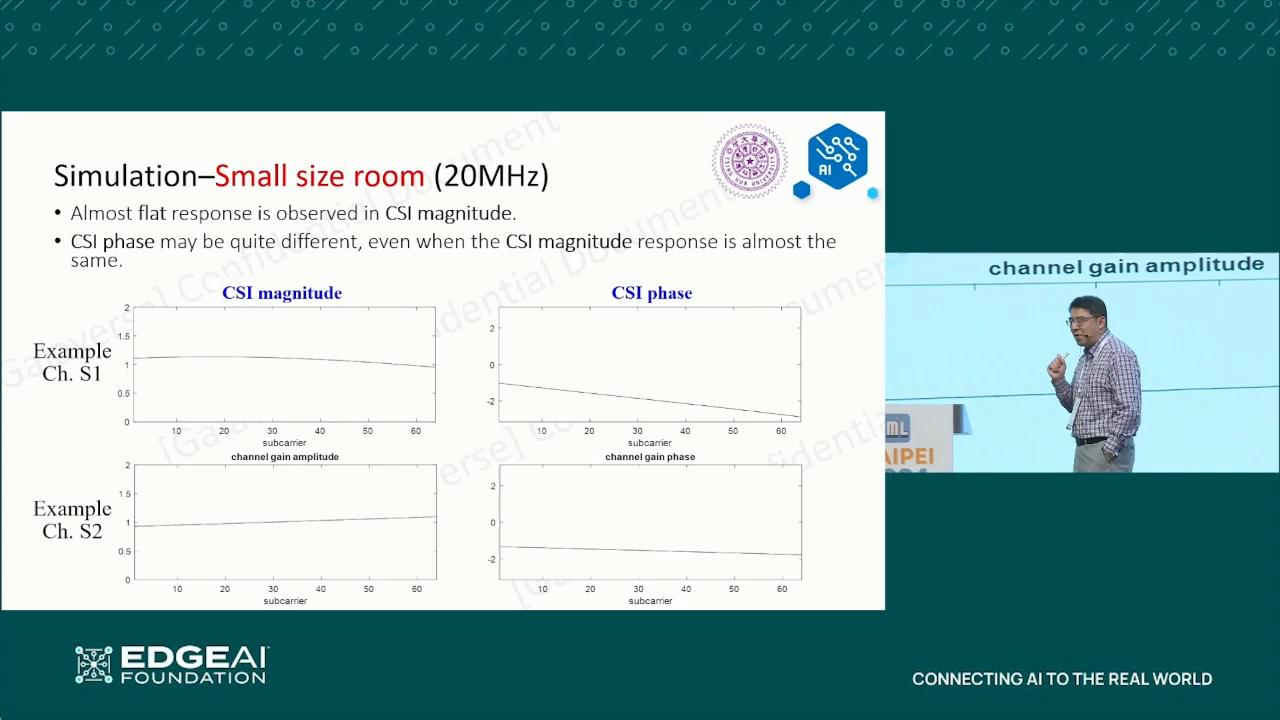 Simulation–Small size room (20MHz)
• Almost flat response is observed in CSI magnitude.
• CSI phase may be quite different, even when the CSI magnitude response is almost the
same.
CSI magnitude
CSI phase
Example
Ch. S1
2
1.5
1
0.5
0
10 20 30 40 50 60
subcarrier
2
0
-2
10 20 30 40 50 60
subcarrier
channel gain amplitude
channel gain phase
Example
Ch. S2
2
1.5
1
0.5
0
10 20 30 40 50 60
subcarrier
2
0
-2
10 20 30 40 50 60
subcarrier
AI
channel gain amplitude
ML
AIPEI
EDGE AI
FOUNDATION
CONNECTING AI TO THE REAL WORLD